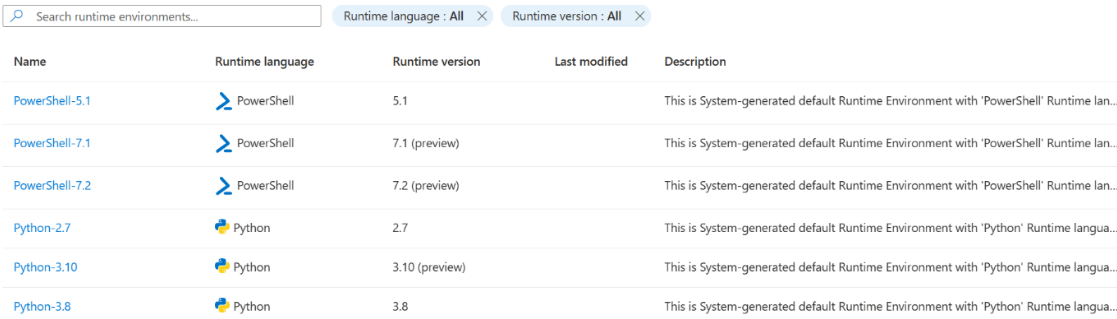 Search runtime environments... Runtime language : All Runtime version : All
Name Runtime language Runtime version Last modified Description
PowerShell-5.1 PowerShell 5.1 This is System-generated default Runtime Environment with 'PowerShell' Runtime lan...
PowerShell-7.1 PowerShell 7.1 (preview) This is System-generated default Runtime Environment with 'PowerShell' Runtime lan...
PowerShell-7.2 PowerShell 7.2 (preview) This is System-generated default Runtime Environment with 'PowerShell' Runtime lan...
Python-2.7 Python 2.7 This is System-generated default Runtime Environment with 'Python' Runtime langua...
Python-3.10 Python 3.10 (preview) This is System-generated default Runtime Environment with 'Python' Runtime langua...
Python-3.8 Python 3.8 This is System-generated default Runtime Environment with 'Python' Runtime langua...